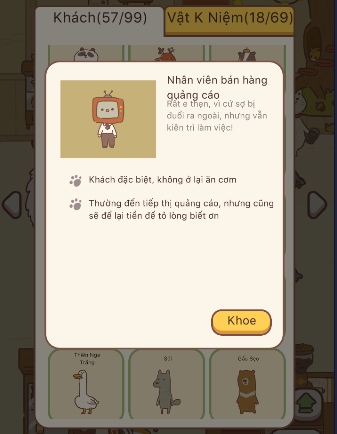 Khách(57/99)
Vật K Niệm(18/69)
Nhân viên bán hàng
quảng cáo
Rất e thẹn, vì cứ sợ bị
đuổi ra ngoài, nhưng vẫn
kiên trì làm việc!
Khách đặc biệt, không ở lại ăn cơm
Thường đến tiếp thị quảng cáo, nhưng cũng
sẽ để lại tiền để tỏ lòng biết ơn
Khoe
Thiên Nga
Trắng
Sói
Gấu Bẹo